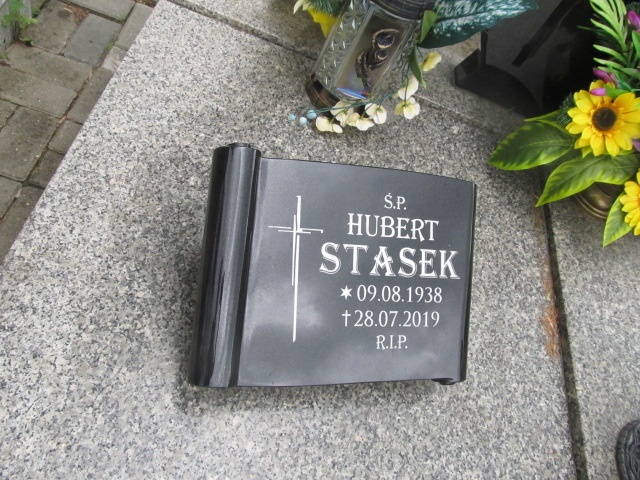 Ś.P.
HUBERT
STASEK
✶ 09.08.1938
† 28.07.2019
R.I.P.